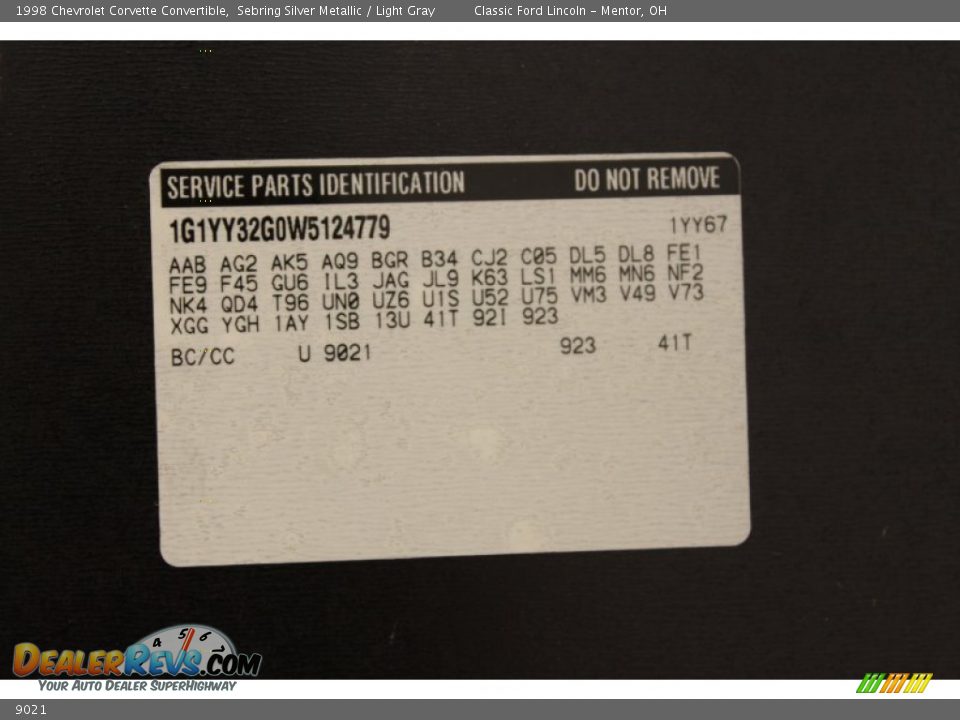 1998 Chevrolet Corvette Convertible, Sebring Silver Metallic / Light Gray Classic Ford Lincoln - Mentor, OH
SERVICE PARTS IDENTIFICATION DO NOT REMOVE
1G1YY32G0W5124779 1YY67
AAB AG2 AK5 AQ9 BGR B34 CJ2 C05 DL5 DL8 FE1
FE9 F45 GU6 IL3 JAG JL9 K63 LS1 MM6 MN6 NF2
NK4 QD4 T96 UN0 UZ6 U1S U52 U75 VM3 V49 V73
XGG YGH 1AY 1SB 13U 41T 92I 923
BC/CC U 9021 923 41T
4 5 6
DEALERREVS.COM
YOUR AUTO DEALER SUPERHIGHWAY
9021